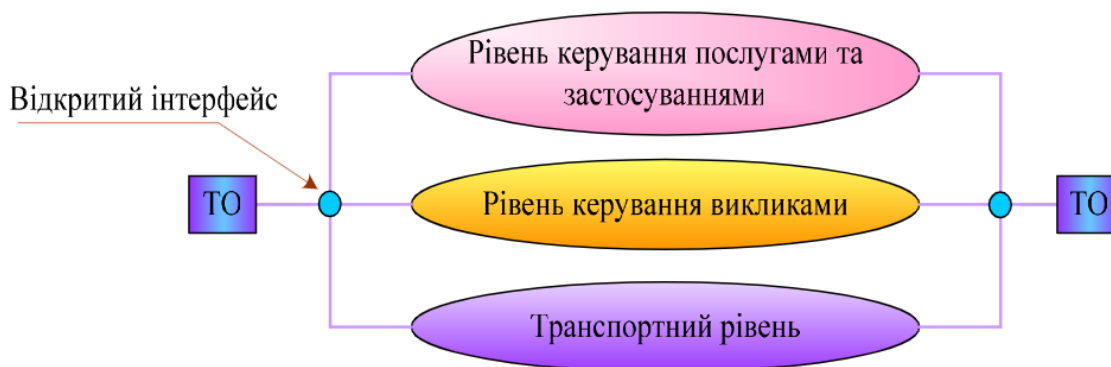 Рівень керування послугами та
застосуваннями
Відкритий інтерфейс
ТО
Рівень керування викликами
ТО
Транспортний рівень